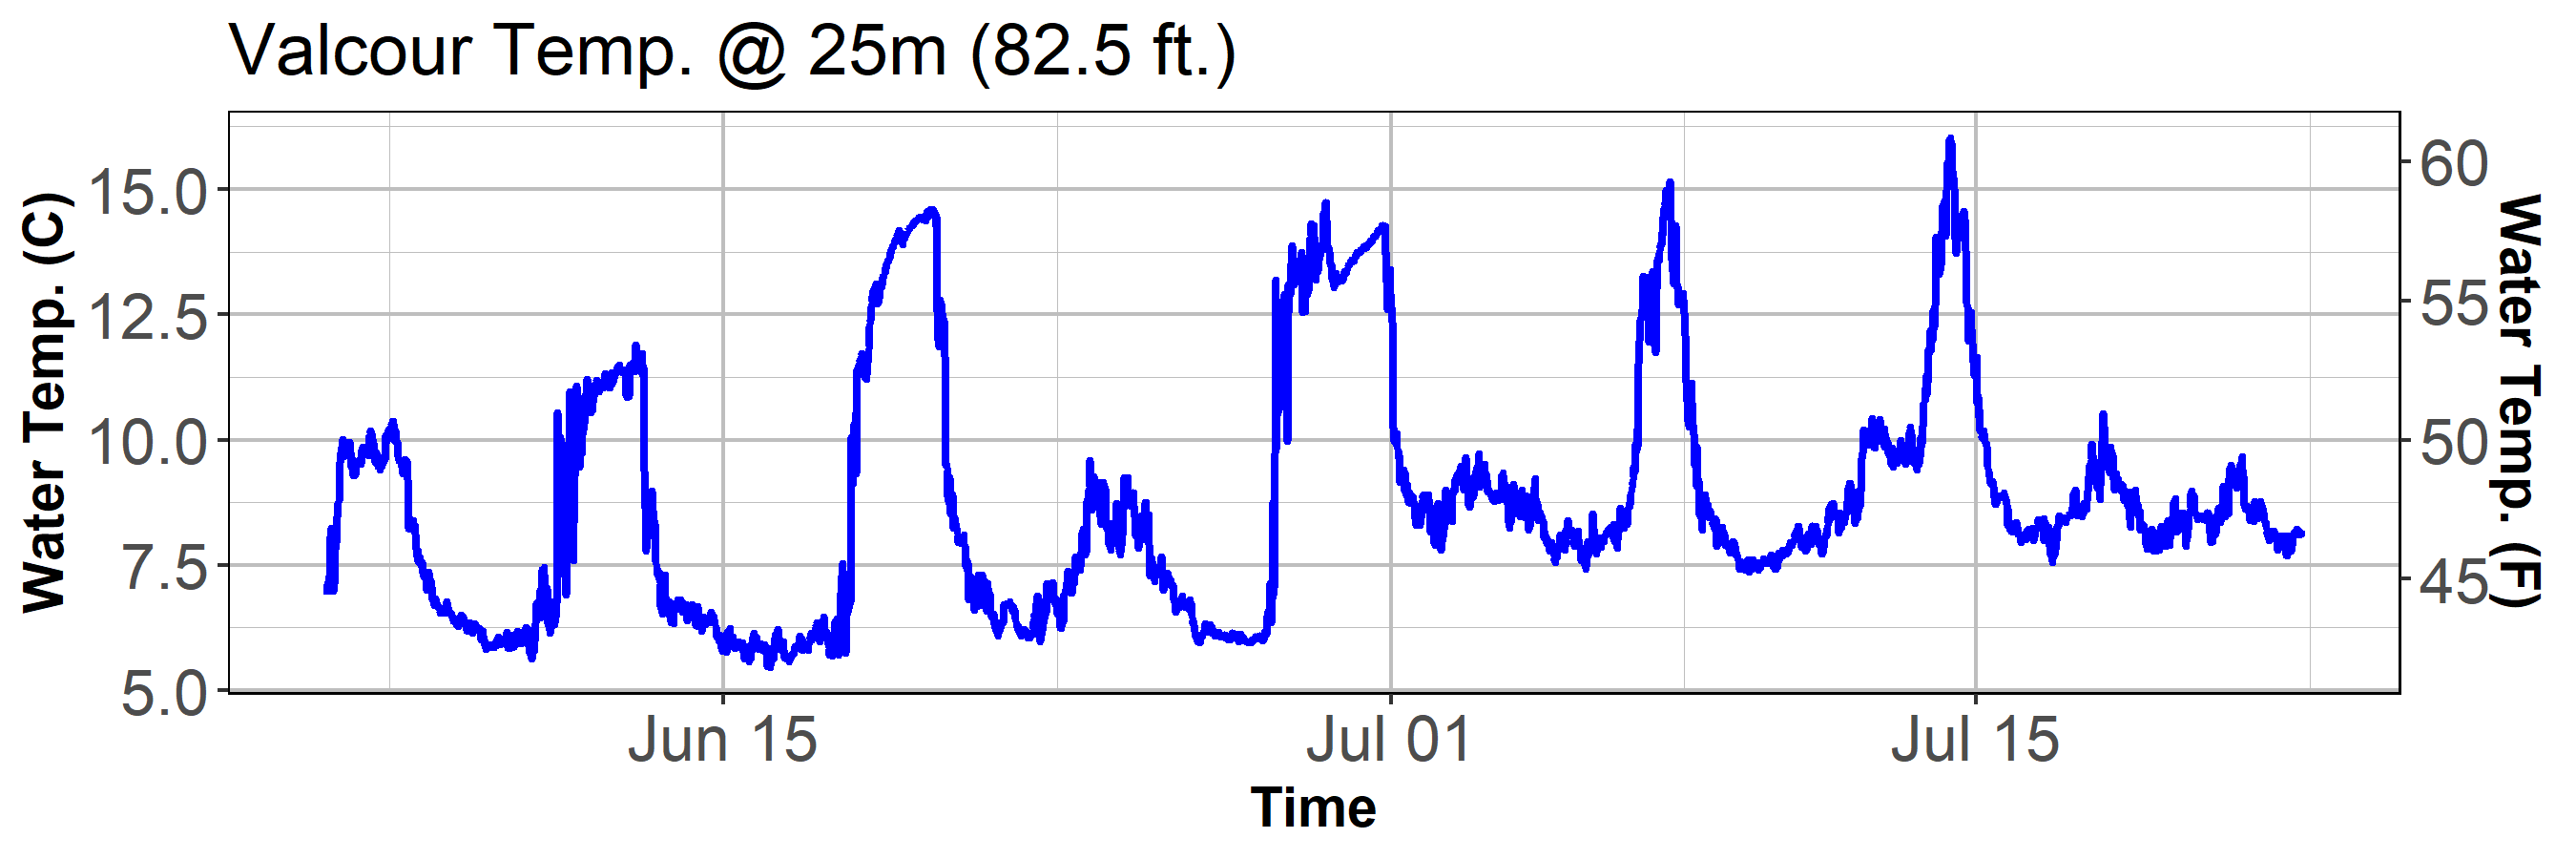 Valcour Temp. @ 25m (82.5 ft.)
Water Temp. (C)
15.0
12.5
10.0
7.5
5.0
60
55
50
45
Water Temp. (F)
Jun 15
Jul 01
Jul 15
Time